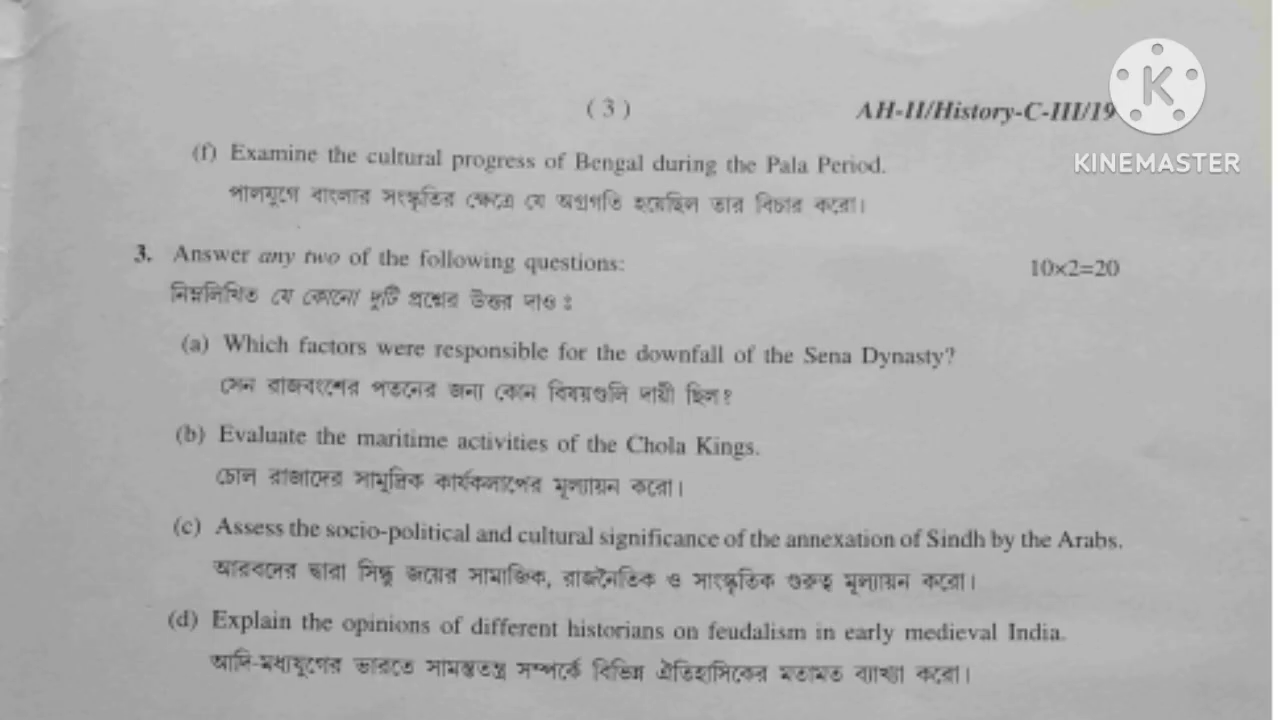 ( 3 )
AH-II/History-C-III/19
KINEMASTER
(f) Examine the cultural progress of Bengal during the Pala Period.
পালযুগে বাংলার সংস্কৃতির ক্ষেত্রে যে অগ্রগতি হয়েছিল তার বিচার করো।
3. Answer any two of the following questions: 10×2=20
নিম্নলিখিত যে কোনো দুটি প্রশ্নের উত্তর দাও ঃ
(a) Which factors were responsible for the downfall of the Sena Dynasty?
সেন রাজবংশের পতনের জন্য কোন বিষয়গুলি দায়ী ছিল?
(b) Evaluate the maritime activities of the Chola Kings.
চোল রাজাদের সামুদ্রিক কার্যকলাপের মূল্যায়ন করো।
(c) Assess the socio-political and cultural significance of the annexation of Sindh by the Arabs.
আরবদের দ্বারা সিন্ধু জয়ের সামাজিক, রাজনৈতিক ও সাংস্কৃতিক গুরুত্ব মূল্যায়ন করো।
(d) Explain the opinions of different historians on feudalism in early medieval India.
আদি-মধ্যযুগের ভারতে সামন্ততন্ত্র সম্পর্কে বিভিন্ন ঐতিহাসিকের মতামত ব্যাখ্যা করো।